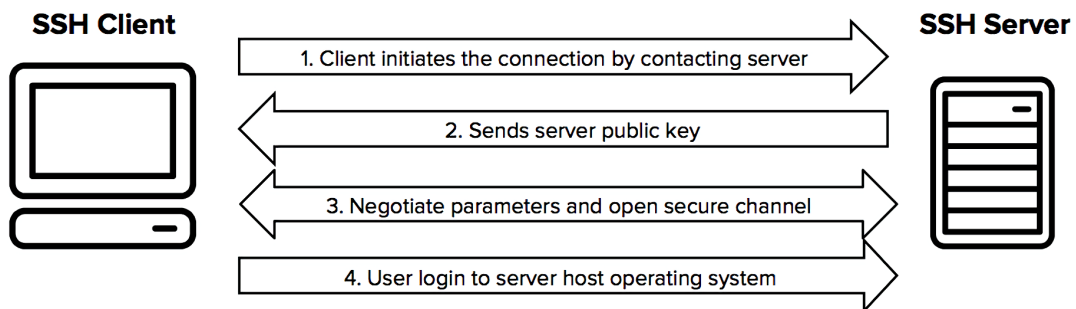 SSH Client
SSH Server
1. Client initiates the connection by contacting server
2. Sends server public key
3. Negotiate parameters and open secure channel
4. User login to server host operating system